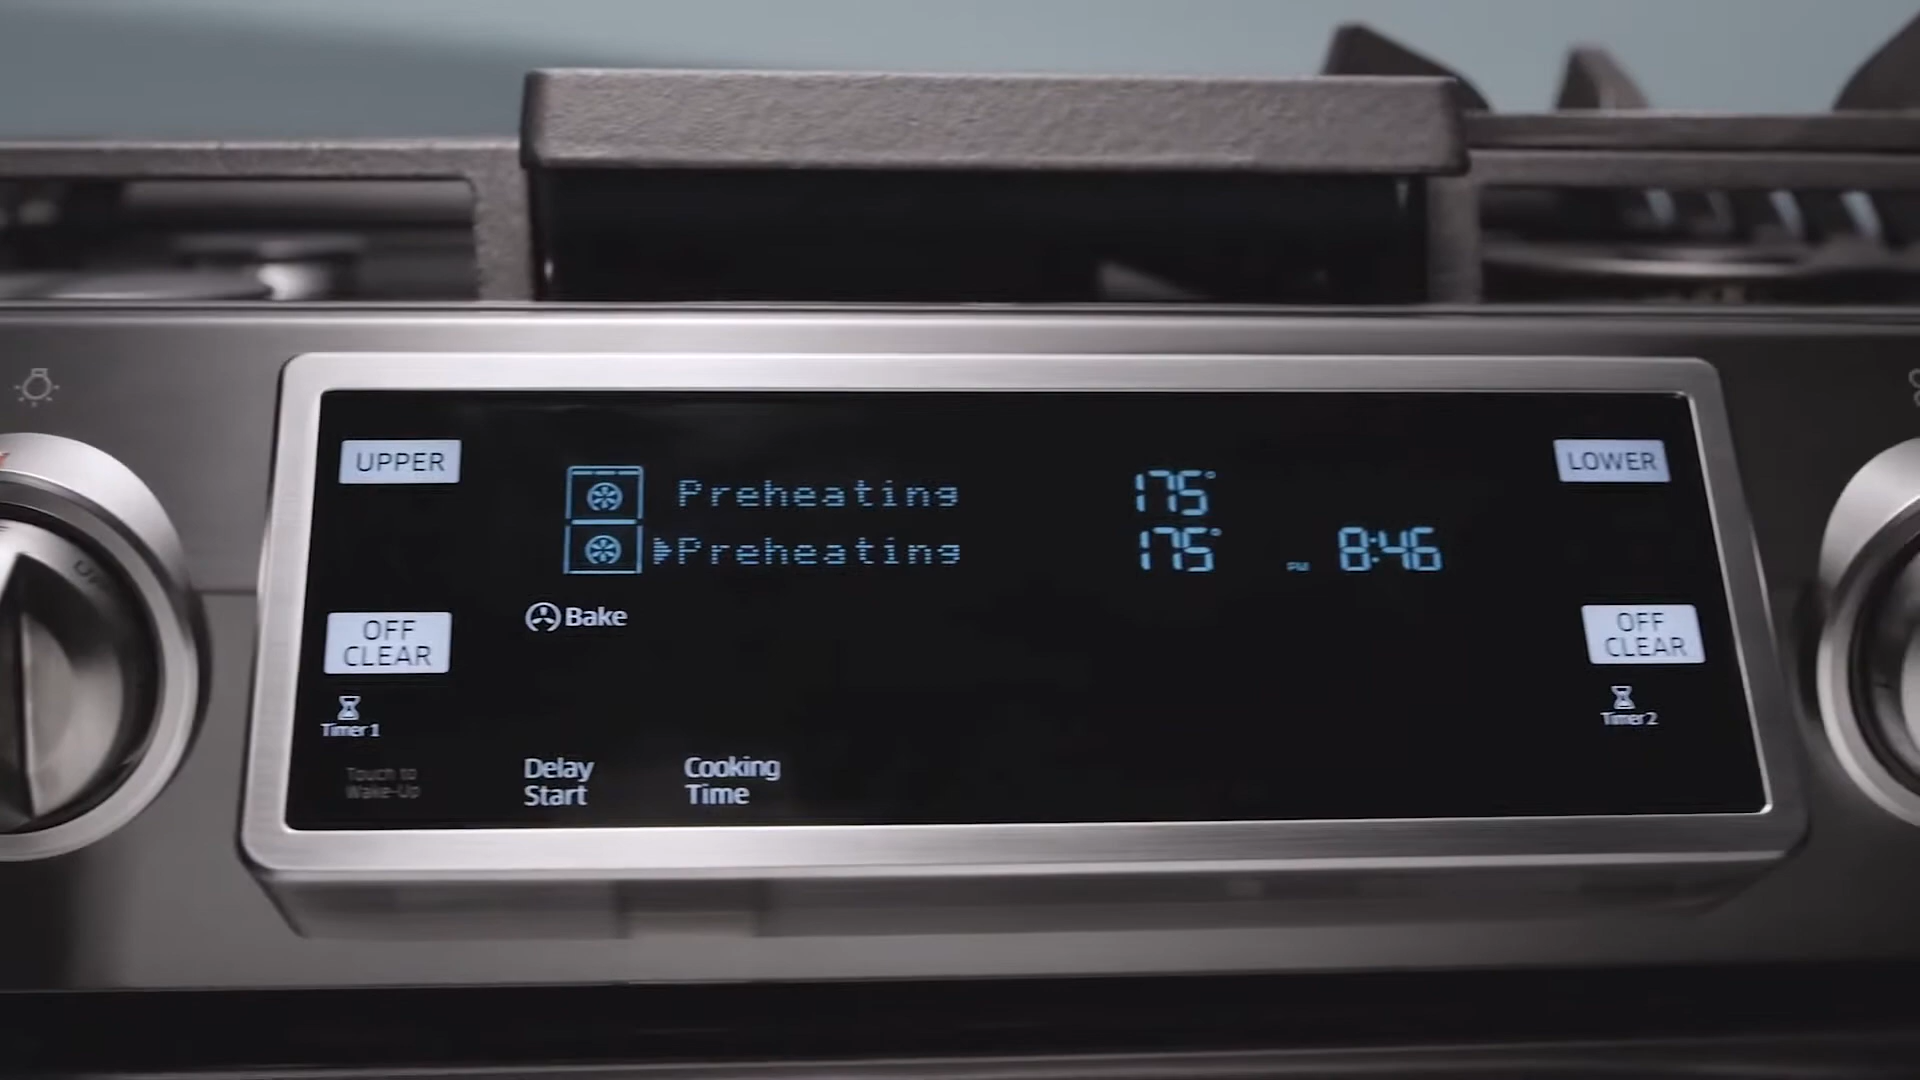 UPPER
LOWER
Preheating 175°
Preheating 175° PM 8:46
Bake
OFF
CLEAR
OFF
CLEAR
Timer 1
Timer 2
Touch to
Wake-Up
Delay
Start
Cooking
Time